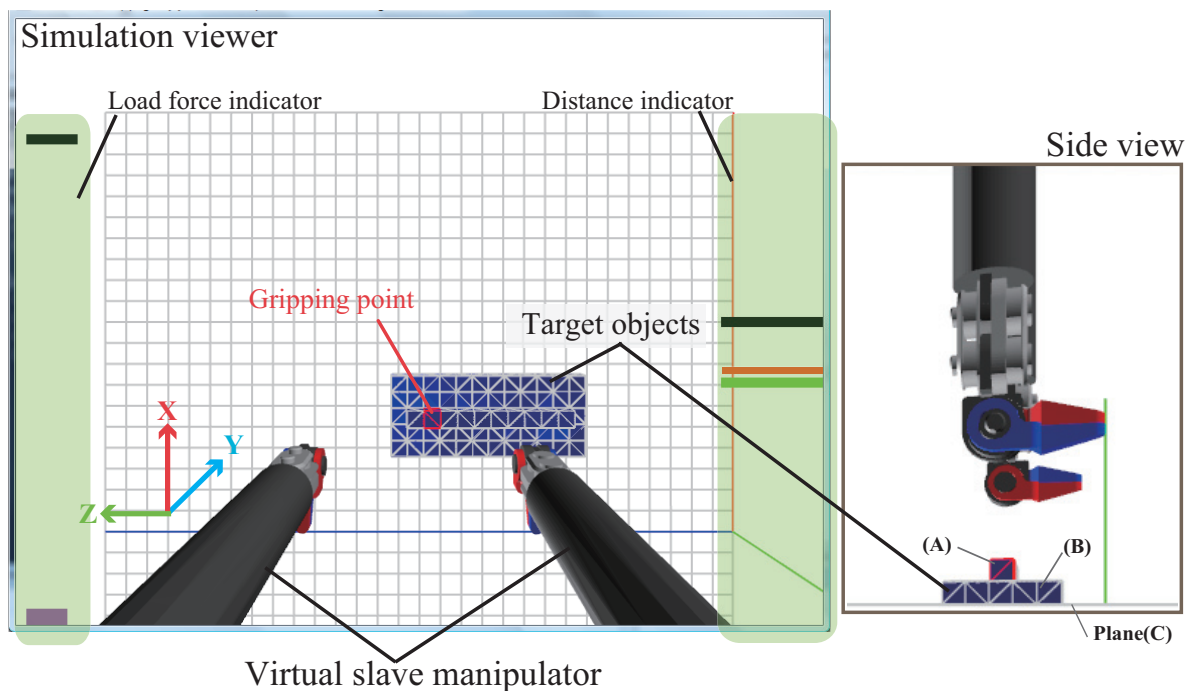 Simulation viewer
Load force indicator
Distance indicator
Side view
Gripping point
Target objects
X
Y
Z
(A)
(B)
Plane(C)
Virtual slave manipulator